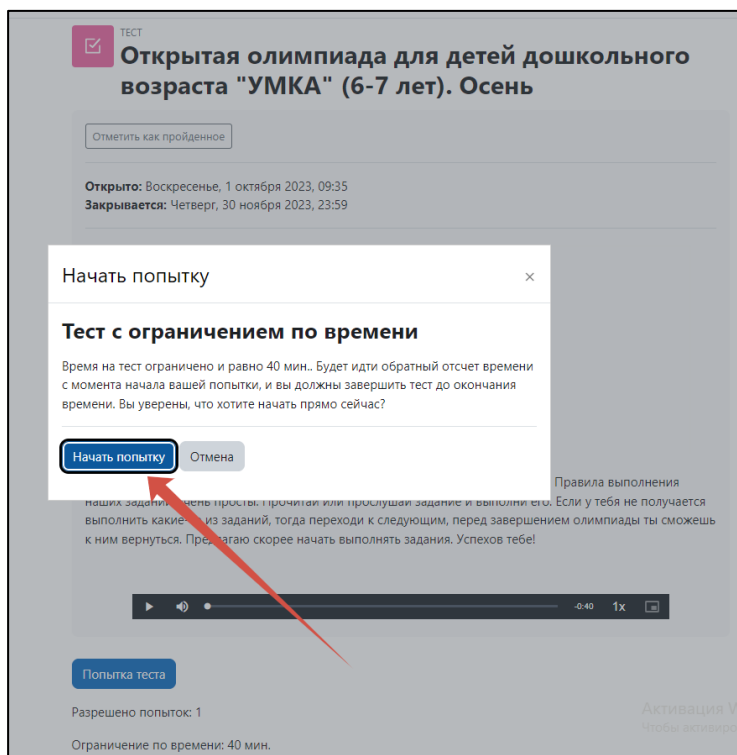 ТЕСТ
Открытая олимпиада для детей дошкольного
возраста "УМКА" (6-7 лет). Осень
Отметить как пройденное
Открыто: Воскресенье, 1 октября 2023, 09:35
Закрывается: Четверг, 30 ноября 2023, 23:59
Начать попытку
×
Тест с ограничением по времени
Время на тест ограничено и равно 40 мин.. Будет идти обратный отсчет времени
с момента начала вашей попытки, и вы должны завершить тест до окончания
времени. Вы уверены, что хотите начать прямо сейчас?
Начать попытку Отмена
Правила выполнения
наших заданий очень просты. Прочитай или прослушай задание и выполни его. Если у тебя не получается
выполнить из заданий, тогда переходи к следующим, перед завершением олимпиады ты сможешь
к ним вернуться. Предлагаю скорее начать выполнять задания. Успехов тебе!
-0:40 1x
Попытка теста
Разрешено попыток: 1
Активация W
Чтобы
Ограничение по времени: 40 мин.